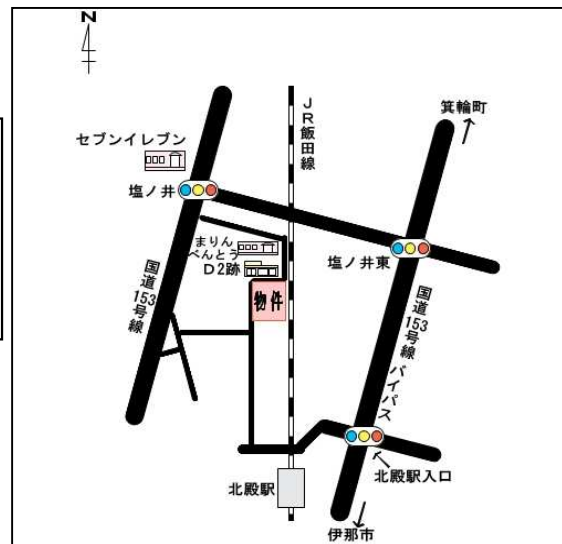 N
JR飯田線
箕輪町
セブンイレブン
塩ノ井
まりん
べんとう
D2跡
塩ノ井東
物件
国道153号線
国道153号線 バイパス
北殿駅
北殿駅入口
伊那市